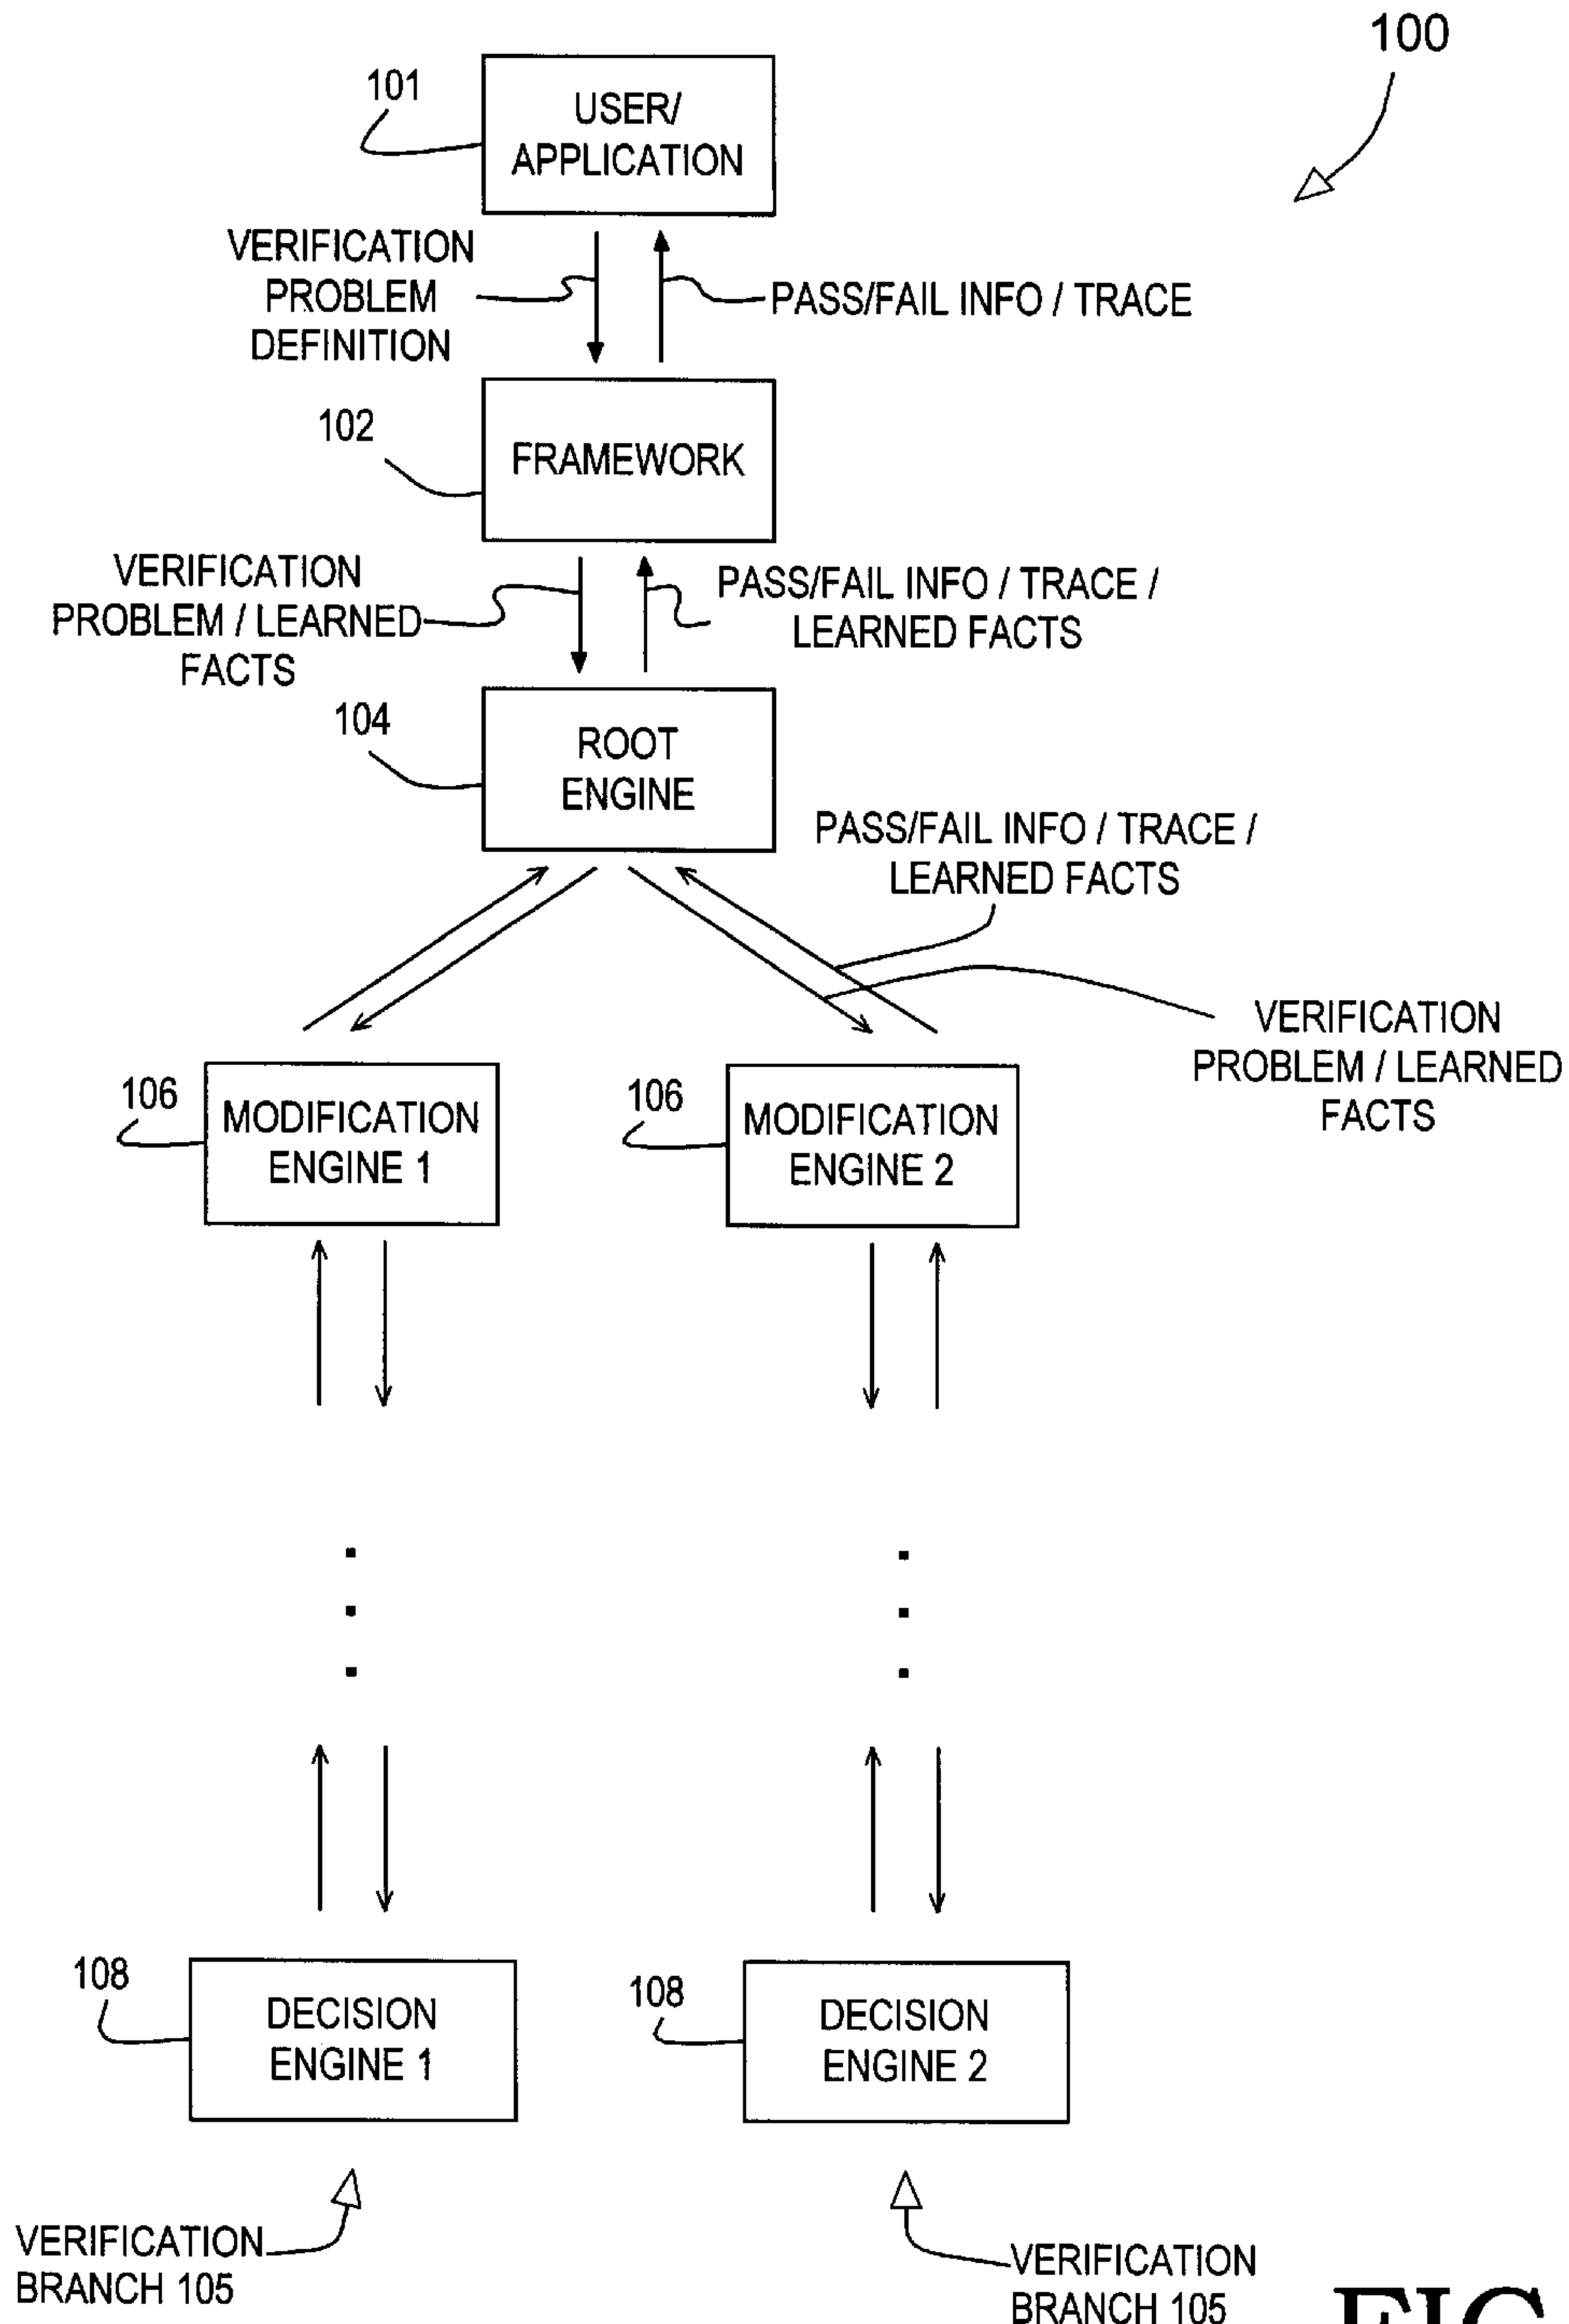 100
101
USER/
APPLICATION
VERIFICATION
PROBLEM
DEFINITION
PASS/FAIL INFO / TRACE
102
FRAMEWORK
VERIFICATION
PROBLEM / LEARNED
FACTS
PASS/FAIL INFO / TRACE /
LEARNED FACTS
104
ROOT
ENGINE
PASS/FAIL INFO / TRACE /
LEARNED FACTS
VERIFICATION
PROBLEM / LEARNED
FACTS
106
MODIFICATION
ENGINE 1
106
MODIFICATION
ENGINE 2
108
DECISION
ENGINE 1
108
DECISION
ENGINE 2
VERIFICATION
BRANCH 105
VERIFICATION
BRANCH 105